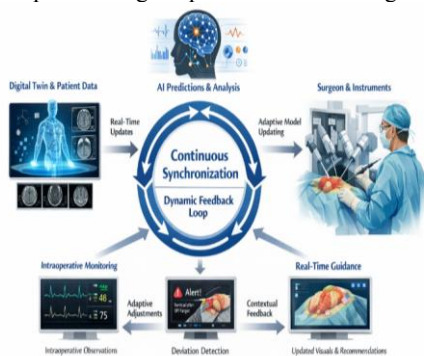 AI Predictions & Analysis
Digital Twin & Patient Data
Surgeon & Instruments
Real-Time
Updates
Adaptive Model
Updating
Continuous
Synchronization
Dynamic Feedback
Loop
Intraoperative Monitoring
Real-Time Guidance
Alert!
48
75
Adaptive
Adjustments
Contextual
Feedback
Intraoperative Observations
Deviation Detection
Updated Visuals & Recommendations